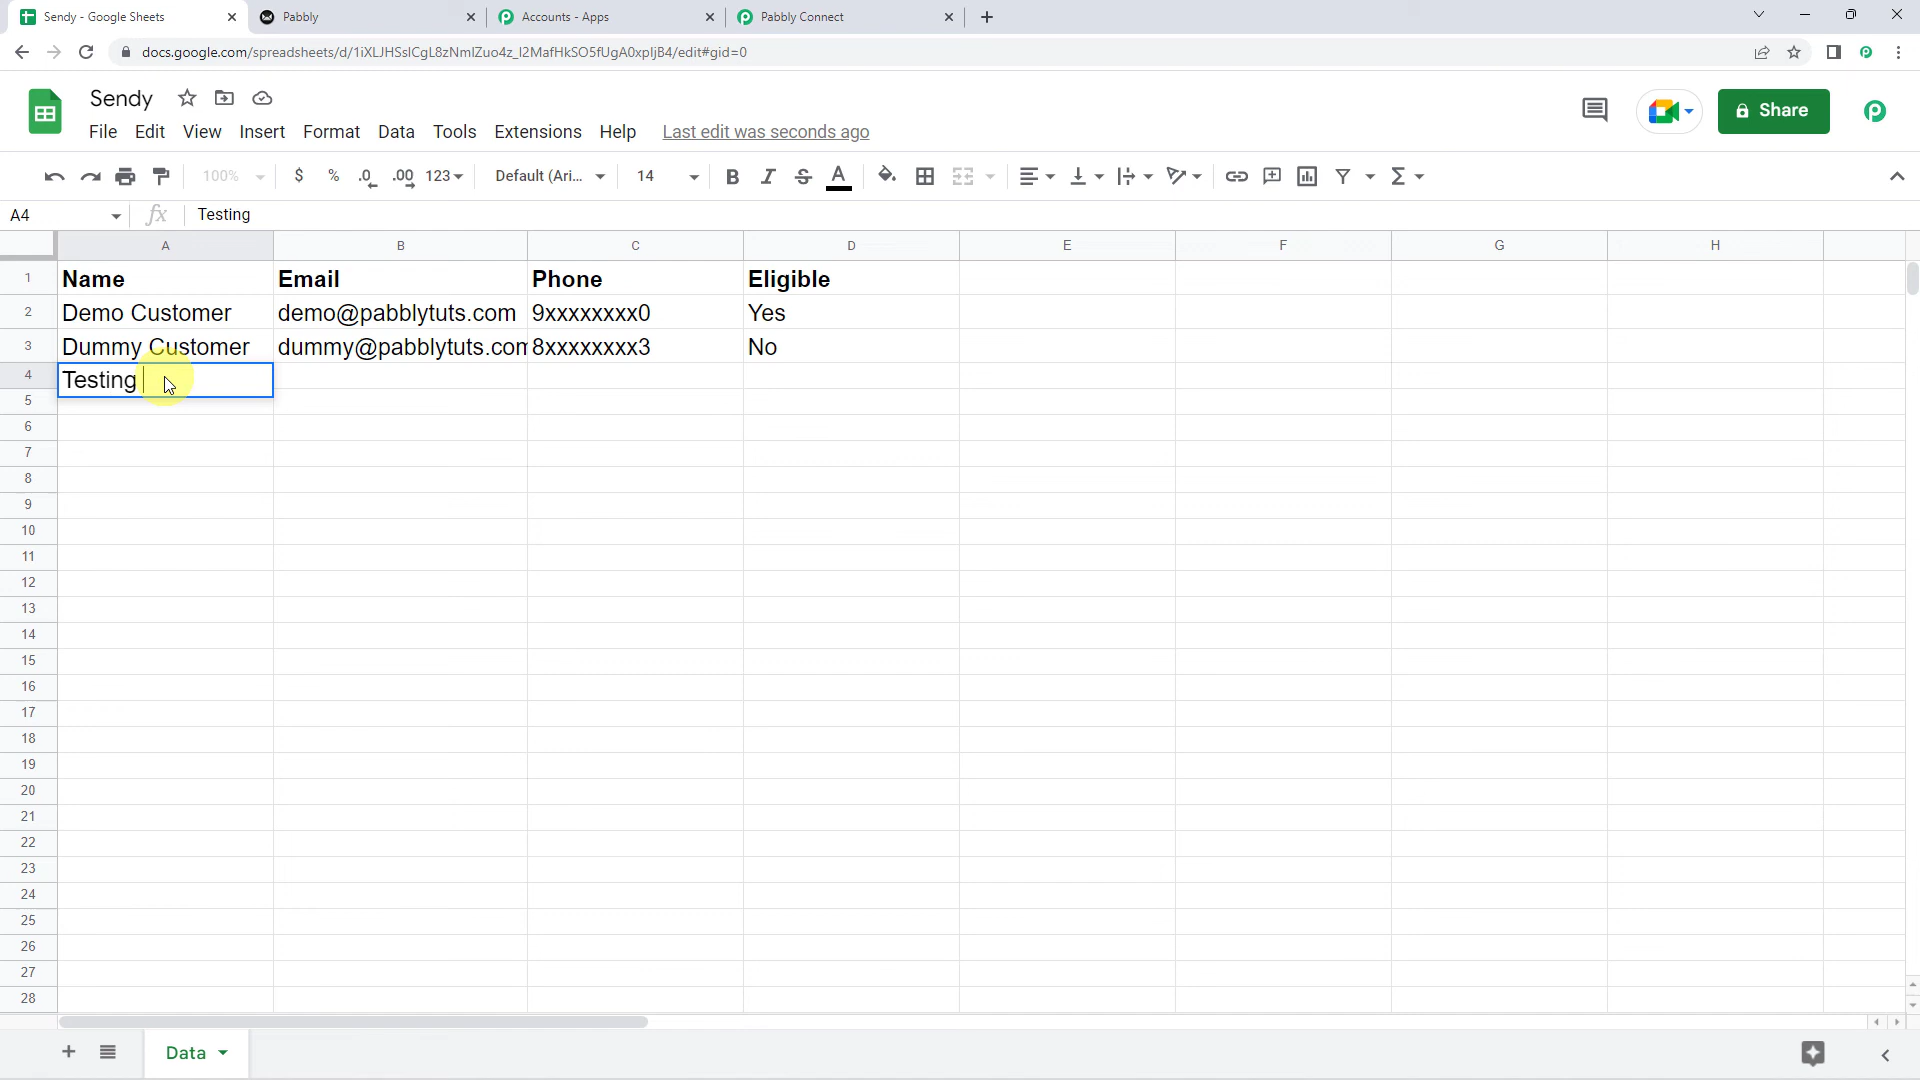 Sendy - Google Sheets Pabbly Accounts - Apps Pabbly Connect
docs.google.com/spreadsheets/d/
Sendy
File Edit View Insert Format Data Tools Extensions Help Last edit was seconds ago
Share
100% $ % .0 .00 123 Default (Ari... 14 B I S A
A4 fx Testing
A B C D E F G H
1 Name Email Phone Eligible
2 Demo Customer demo@pabblytuts.com 9xxxxxxxx0 Yes
3 Dummy Customer dummy@pabblytuts.com 8xxxxxxxx3 No
4 Testing
5
6
7
8
9
10
11
12
13
14
15
16
17
18
19
20
21
22
23
24
25
26
27
28
Data